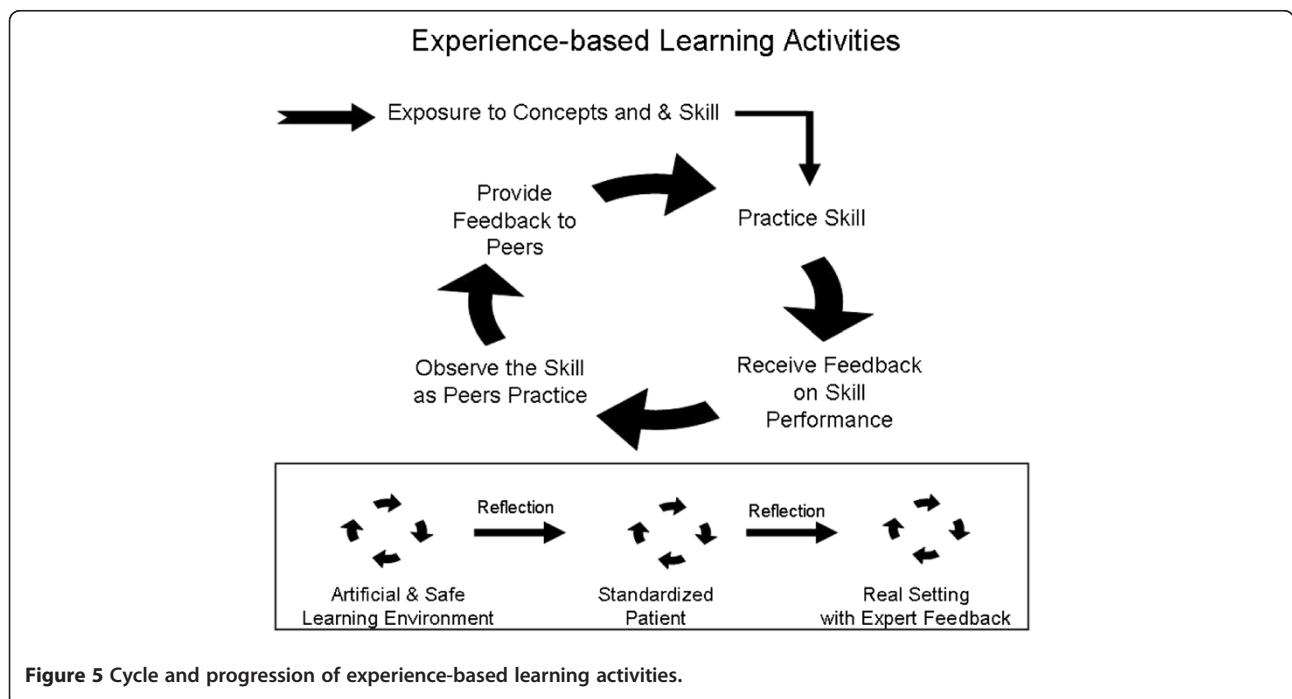 Experience-based Learning Activities
Exposure to Concepts and & Skill
Provide
Feedback to
Peers
Practice Skill
Observe the Skill
as Peers Practice
Receive Feedback
on Skill
Performance
Reflection
Reflection
Artificial & Safe
Learning Environment
Standardized
Patient
Real Setting
with Expert Feedback
Figure 5 Cycle and progression of experience-based learning activities.